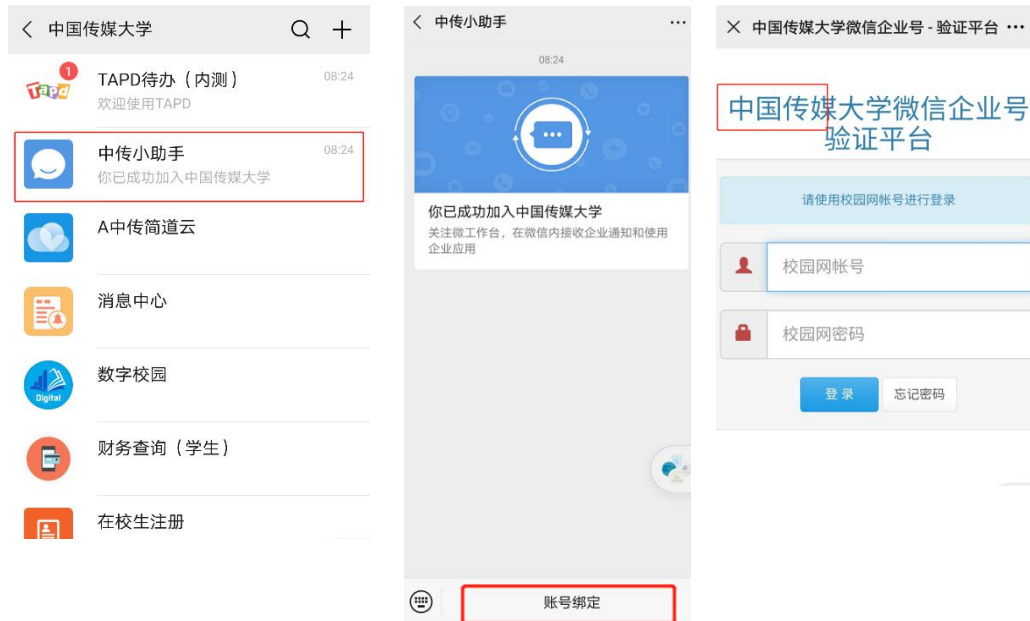 中国传媒大学
Tapd
1
TAPD待办（内测）
08:24
欢迎使用TAPD
中传小助手
08:24
你已成功加入中国传媒大学
A中传简道云
消息中心
Digital
数字校园
财务查询（学生）
在校生注册
中传小助手
08:24
你已成功加入中国传媒大学
关注微工作台，在微信内接收企业通知和使用
企业应用
账号绑定
中国传媒大学微信企业号 - 验证平台
中国传媒大学微信企业号
验证平台
请使用校园网帐号进行登录
校园网帐号
校园网密码
登 录
忘记密码